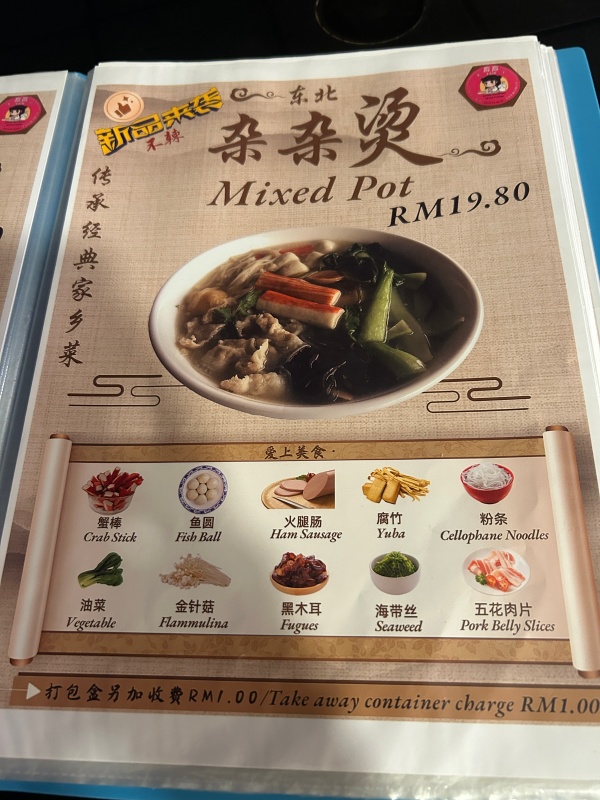 新品来袭
不辣
东北
杂杂烫
Mixed Pot
RM19.80
传承经典家乡菜
爱上美食·
蟹棒
Crab Stick
鱼圆
Fish Ball
火腿肠
Ham Sausage
腐竹
Yuba
粉条
Cellophane Noodles
油菜
Vegetable
金针菇
Flammulina
黑木耳
Fugues
海带丝
Seaweed
五花肉片
Pork Belly Slices
打包盒另加收费RM1.00/Take away container charge RM1.00